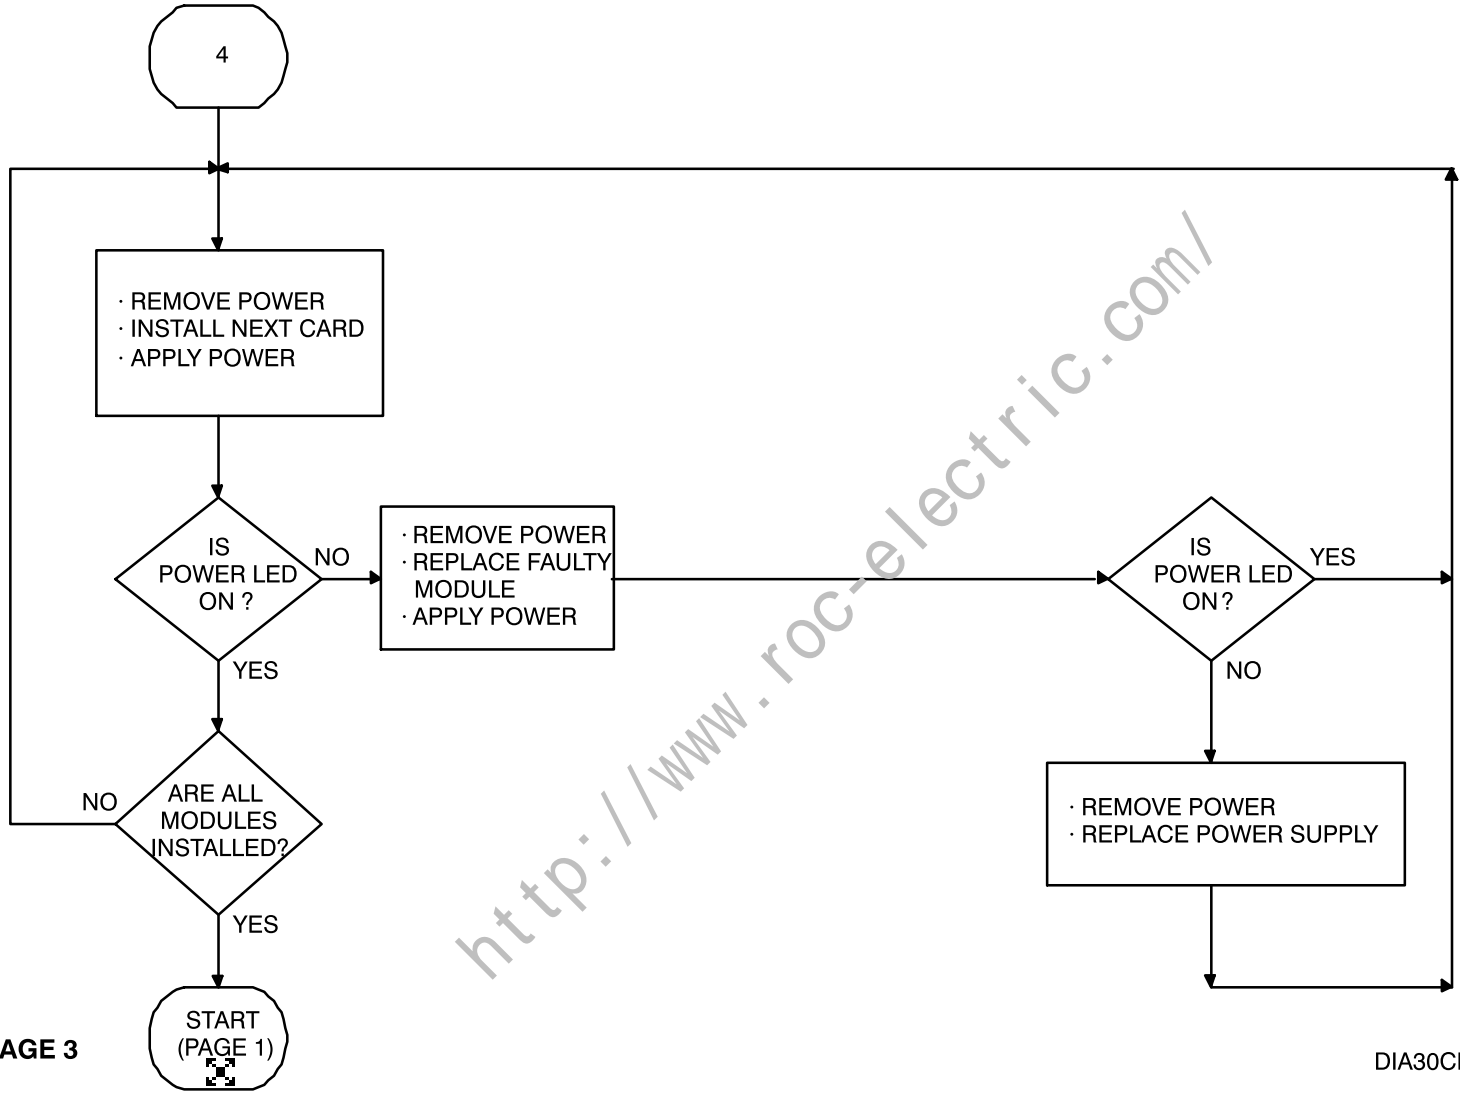 4
· REMOVE POWER
· INSTALL NEXT CARD
· APPLY POWER
IS
POWER LED
ON ?
NO
· REMOVE POWER
· REPLACE FAULTY
MODULE
· APPLY POWER
IS
POWER LED
ON?
YES
YES
NO
ARE ALL
MODULES
INSTALLED?
NO
· REMOVE POWER
· REPLACE POWER SUPPLY
YES
START
(PAGE 1)
AGE 3
DIA30C
http://www.roc-electric.com/